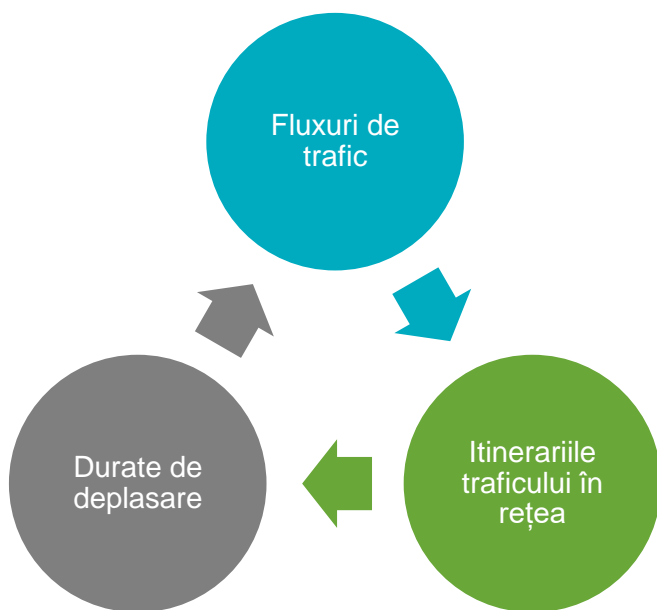 Fluxuri de
trafic
Itinerariile
traficului în
rețea
Durate de
deplasare